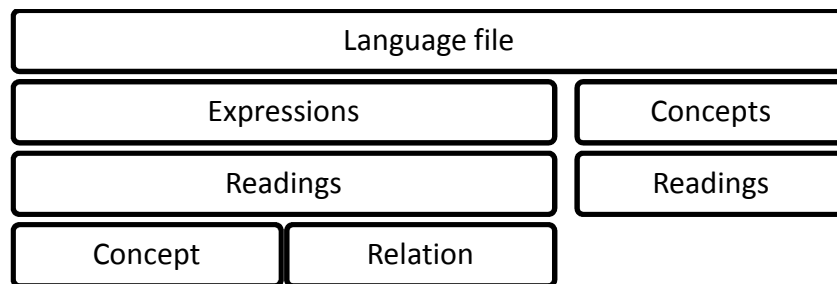 Language file
Expressions
Concepts
Readings
Readings
Concept
Relation